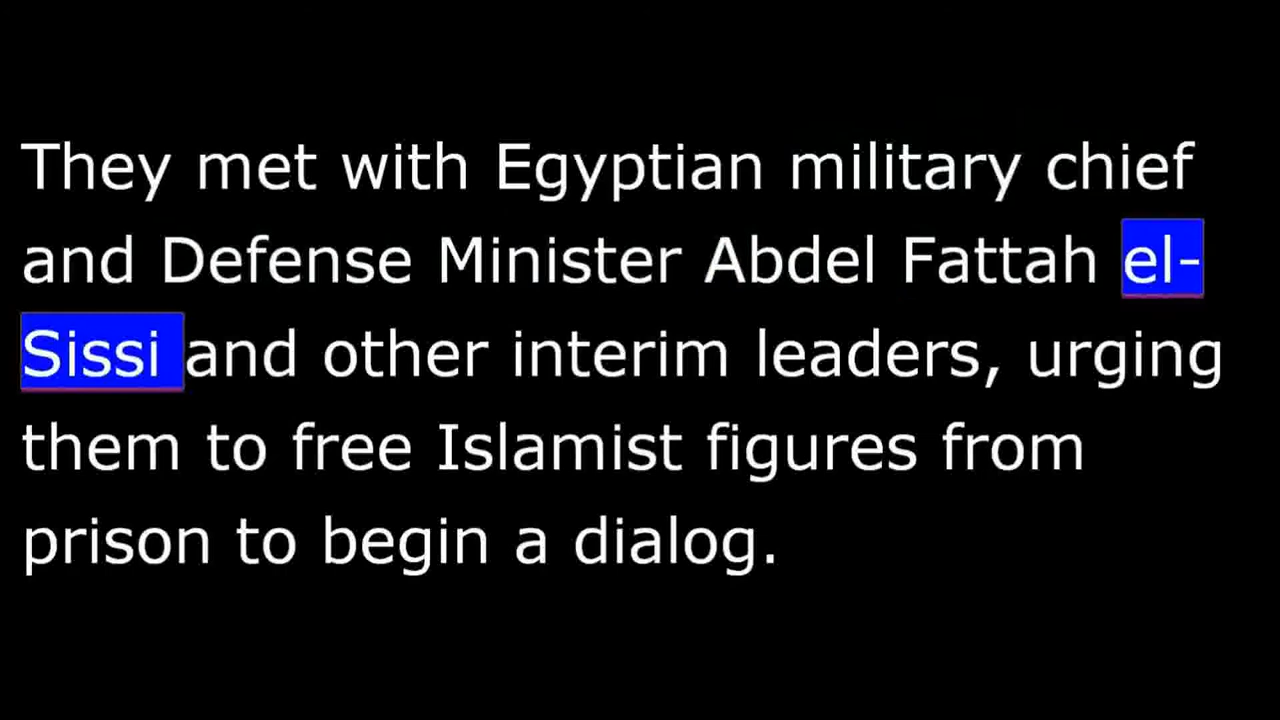 They met with Egyptian military chief
and Defense Minister Abdel Fattah el-
Sissi and other interim leaders, urging
them to free Islamist figures from
prison to begin a dialog.